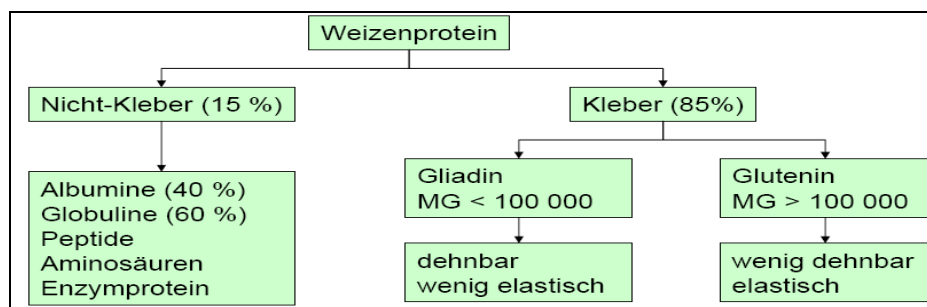 Weizenprotein
Nicht-Kleber (15 %)
Kleber (85%)
Albumine (40 %)
Globuline (60 %)
Peptide
Aminosäuren
Enzymprotein
Gliadin
MG < 100 000
Glutenin
MG > 100 000
dehnbar
wenig elastisch
wenig dehnbar
elastisch